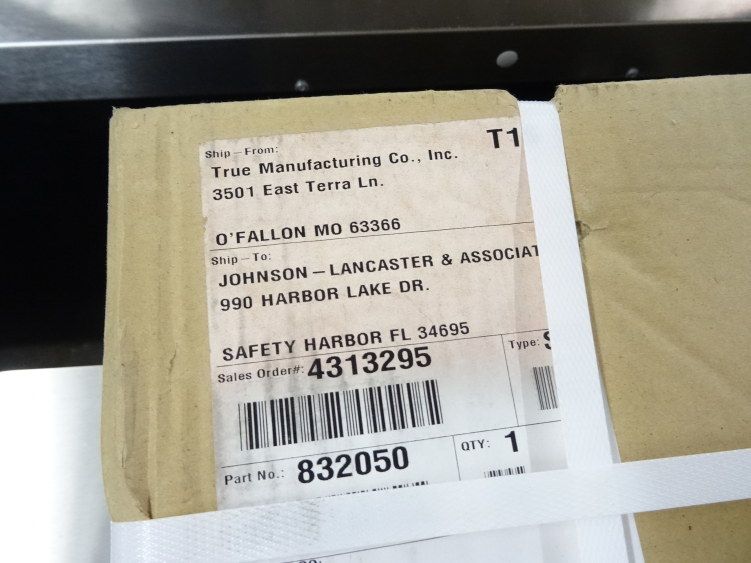 Ship-From:
T1
True Manufacturing Co., Inc.
3501 East Terra Ln.
O'FALLON MO 63366
Ship-To:
JOHNSON-LANCASTER & ASSOCIAT
990 HARBOR LAKE DR.
SAFETY HARBOR FL 34695
Sales Order#: 4313295
Type: S
Part No.: 832050
QTY: 1